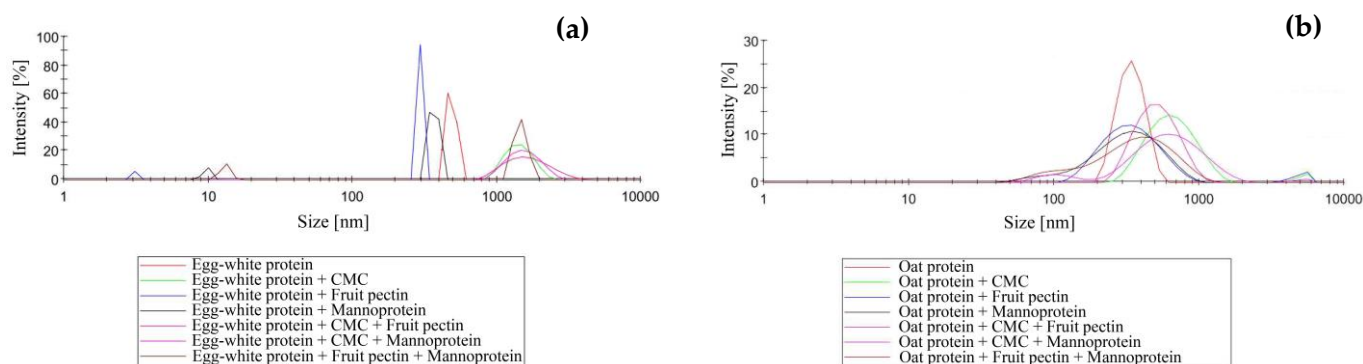 (a)
Intensity [%]
100
80
60
40
20
0
1
10
100
1000
10000
Size [nm]
Egg-white protein
Egg-white protein + CMC
Egg-white protein + Fruit pectin
Egg-white protein + Mannoprotein
Egg-white protein + CMC + Fruit pectin
Egg-white protein + CMC + Mannoprotein
Egg-white protein + Fruit pectin + Mannoprotein
(b)
Intensity [%]
30
20
10
0
1
10
100
1000
10000
Size [nm]
Oat protein
Oat protein + CMC
Oat protein + Fruit pectin
Oat protein + Mannoprotein
Oat protein + CMC + Fruit pectin
Oat protein + CMC + Mannoprotein
Oat protein + Fruit pectin + Mannoprotein